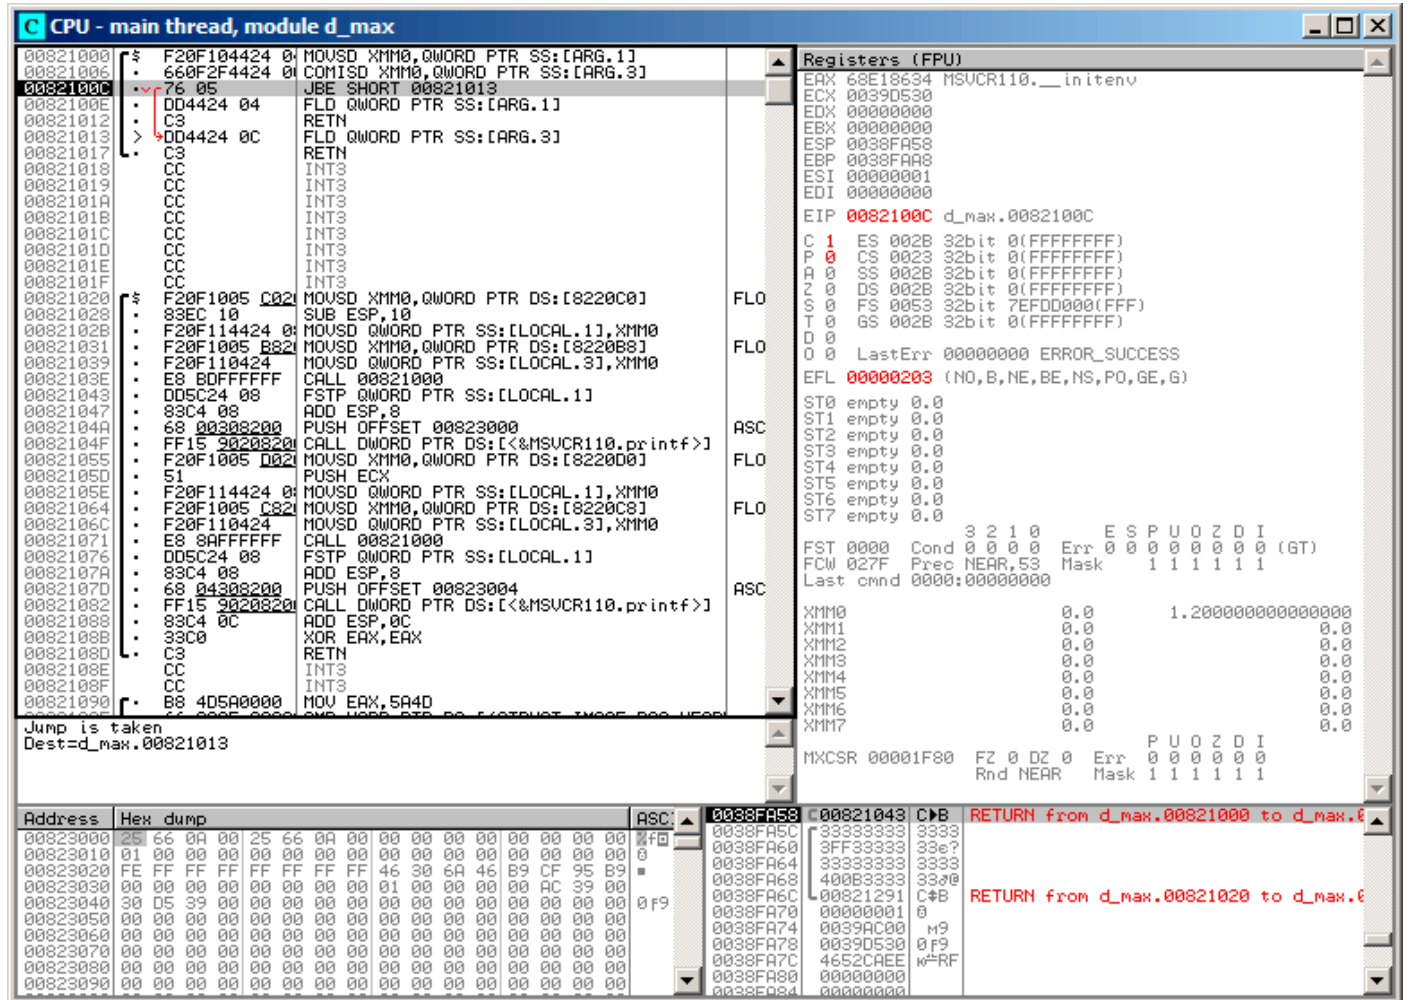 CPU - main thread, module d_max
00821000 $ F20F104424 0 MOVSD XMM0,QWORD PTR SS:[ARG.1]
00821006 . 660F2F4424 0 COMISD XMM0,QWORD PTR SS:[ARG.3]
0082100C . 76 05 JBE SHORT 00821013
0082100E . DD4424 04 FLD QWORD PTR SS:[ARG.1]
00821012 . C3 RETN
00821013 > DD4424 0C FLD QWORD PTR SS:[ARG.3]
00821017 . C3 RETN
00821018 CC INT3
00821019 CC INT3
0082101A CC INT3
0082101B CC INT3
0082101C CC INT3
0082101D CC INT3
0082101E CC INT3
0082101F CC INT3
00821020 $ F20F1005 C02 MOVSD XMM0,QWORD PTR DS:[8220C0] FLO
00821028 . 83EC 10 SUB ESP,10
0082102B . F20F114424 0 MOVSD QWORD PTR SS:[LOCAL.1],XMM0
00821031 . F20F1005 B82 MOVSD XMM0,QWORD PTR DS:[8220B8] FLO
00821039 . F20F110424 MOVSD QWORD PTR SS:[LOCAL.3],XMM0
0082103E . E8 BDFFFFFF CALL 00821000
00821043 . DD5C24 08 FSTP QWORD PTR SS:[LOCAL.1]
00821047 . 83C4 08 ADD ESP,8
0082104A . 68 00308200 PUSH OFFSET 00823000 ASC
0082104F . FF15 90208200 CALL DWORD PTR DS:[<&MSVCR110.printf>]
00821055 . F20F1005 D02 MOVSD XMM0,QWORD PTR DS:[8220D0] FLO
0082105D . 51 PUSH ECX
0082105E . F20F114424 0 MOVSD QWORD PTR SS:[LOCAL.1],XMM0
00821064 . F20F1005 C82 MOVSD XMM0,QWORD PTR DS:[8220C8] FLO
0082106C . F20F110424 MOVSD QWORD PTR SS:[LOCAL.3],XMM0
00821071 . E8 8AFFFFFF CALL 00821000
00821076 . DD5C24 08 FSTP QWORD PTR SS:[LOCAL.1]
0082107A . 83C4 08 ADD ESP,8
0082107D . 68 04308200 PUSH OFFSET 00823004 ASC
00821082 . FF15 90208200 CALL DWORD PTR DS:[<&MSVCR110.printf>]
00821088 . 83C4 0C ADD ESP,0C
0082108B . 33C0 XOR EAX,EAX
0082108D . C3 RETN
0082108E CC INT3
0082108F CC INT3
00821090 . B8 4D5A0000 MOV EAX,5A4D
Jump is taken
Dest=d_max.00821013
Registers (FPU)
EAX 68E18634 MSVCR110.__initenv
ECX 0039D530
EDX 00000000
EBX 00000000
ESP 0038FA58
EBP 0038FAA8
ESI 00000001
EDI 00000000
EIP 0082100C d_max.0082100C
C 1 ES 002B 32bit 0(FFFFFFFF)
P 0 CS 0023 32bit 0(FFFFFFFF)
A 0 SS 002B 32bit 0(FFFFFFFF)
Z 0 DS 002B 32bit 0(FFFFFFFF)
S 0 FS 0053 32bit 7EFDD000(FFF)
T 0 GS 002B 32bit 0(FFFFFFFF)
D 0
O 0 LastErr 00000000 ERROR_SUCCESS
EFL 00000203 (NO,B,NE,BE,NS,PO,GE,G)
ST0 empty 0.0
ST1 empty 0.0
ST2 empty 0.0
ST3 empty 0.0
ST4 empty 0.0
ST5 empty 0.0
ST6 empty 0.0
ST7 empty 0.0
3 2 1 0 E S P U O Z D I
FST 0000 Cond 0 0 0 0 Err 0 0 0 0 0 0 0 0 (GT)
FCW 027F Prec NEAR,53 Mask 1 1 1 1 1 1
Last cmnd 0000:00000000
XMM0 0.0 1.200000000000000
XMM1 0.0 0.0
XMM2 0.0 0.0
XMM3 0.0 0.0
XMM4 0.0 0.0
XMM5 0.0 0.0
XMM6 0.0 0.0
XMM7 0.0 0.0
P U O Z D I
MXCSR 00001F80 FZ 0 DZ 0 Err 0 0 0 0 0 0
Rnd NEAR Mask 1 1 1 1 1 1
Address Hex dump ASC
00823000 25 66 0A 00 25 66 0A 00 00 00 00 00 00 00 00 00 %f
00823010 01 00 00 00 00 00 00 00 00 00 00 00 00 00 00 00
00823020 FE FF FF FF FF FF FF FF 46 30 6A 46 B9 CF 95 B9
00823030 00 00 00 00 00 00 00 00 01 00 00 00 00 AC 39 00
00823040 30 D5 39 00 00 00 00 00 00 00 00 00 00 00 00 00 0╒9
00823050 00 00 00 00 00 00 00 00 00 00 00 00 00 00 00 00
00823060 00 00 00 00 00 00 00 00 00 00 00 00 00 00 00 00
00823070 00 00 00 00 00 00 00 00 00 00 00 00 00 00 00 00
00823080 00 00 00 00 00 00 00 00 00 00 00 00 00 00 00 00
00823090 00 00 00 00 00 00 00 00 00 00 00 00 00 00 00 00
0038FA58 00821043 C►B RETURN from d_max.00821000 to d_max.
0038FA5C 33333333 3333
0038FA60 3FF33333 33є?
0038FA64 33333333 3333
0038FA68 400B3333 33♂@
0038FA6C 00821291 RETURN from d_max.00821020 to d_max.
0038FA70 00000001
0038FA74 0039AC00 м9
0038FA78 0039D530 0╒9
0038FA7C 4652CAEE ю╩RF
0038FA80 00000000
0038FA84 00000000